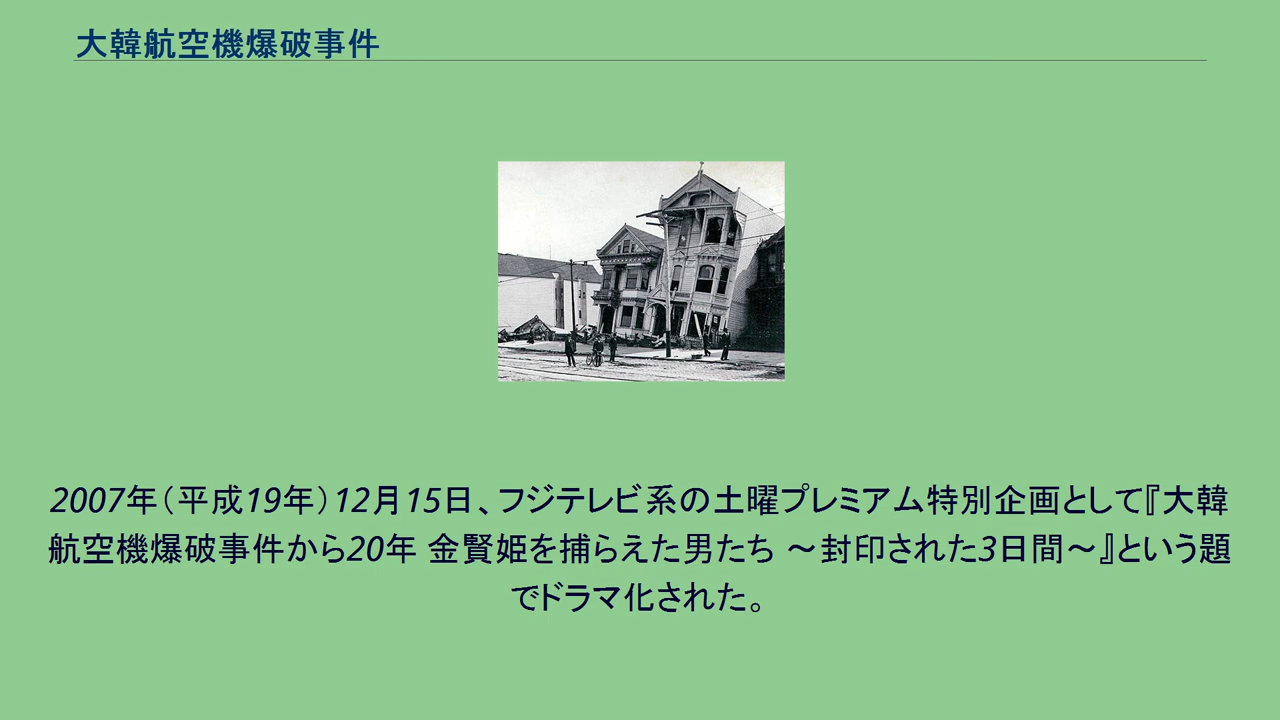 大韓航空機爆破事件
2007年（平成19年）12月15日、フジテレビ系の土曜プレミアム特別企画として『大韓
航空機爆破事件から20年 金賢姫を捕らえた男たち 〜封印された3日間〜』という題
でドラマ化された。